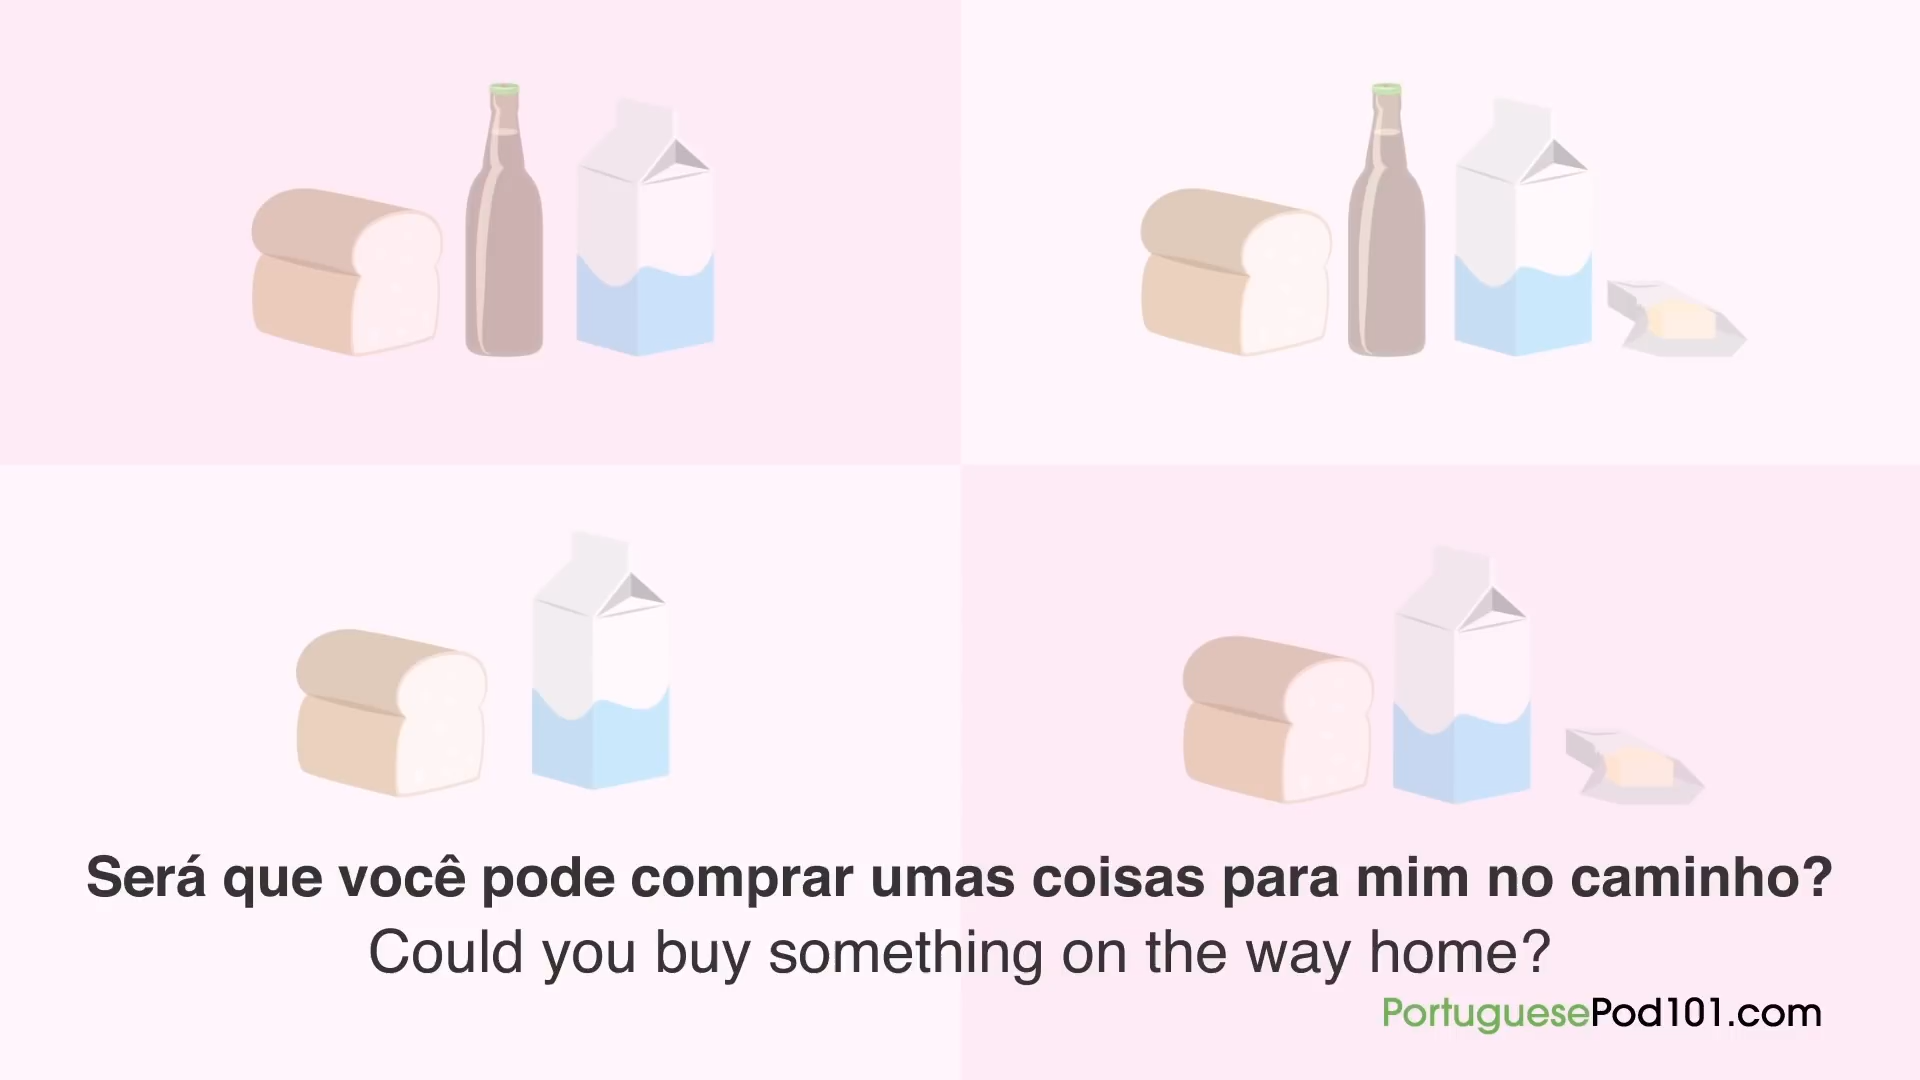 Será que você pode comprar umas coisas para mim no caminho?
Could you buy something on the way home?
PortuguesePod101.com